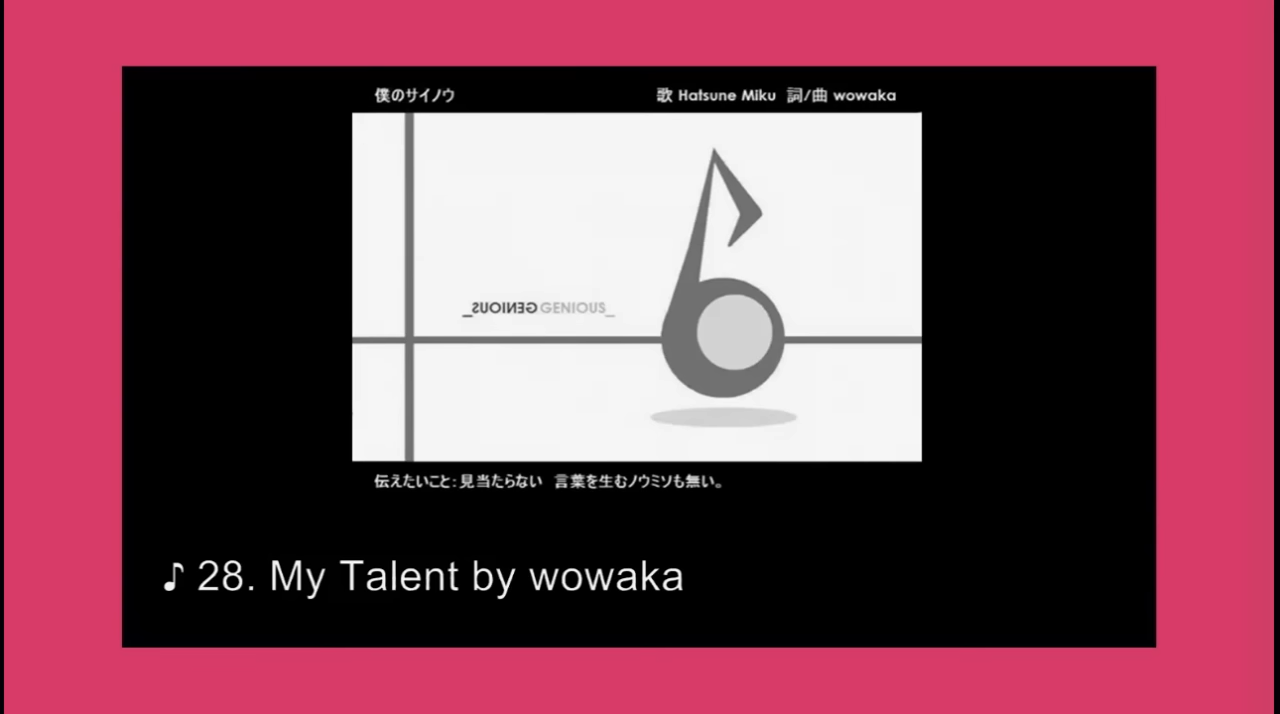 僕のサイノウ
歌 Hatsune Miku 詞/曲 wowaka
_GENIOUS GENIOUS_
伝えたいこと:見当たらない 言葉を生むノウミソも無い。
♪ 28. My Talent by wowaka